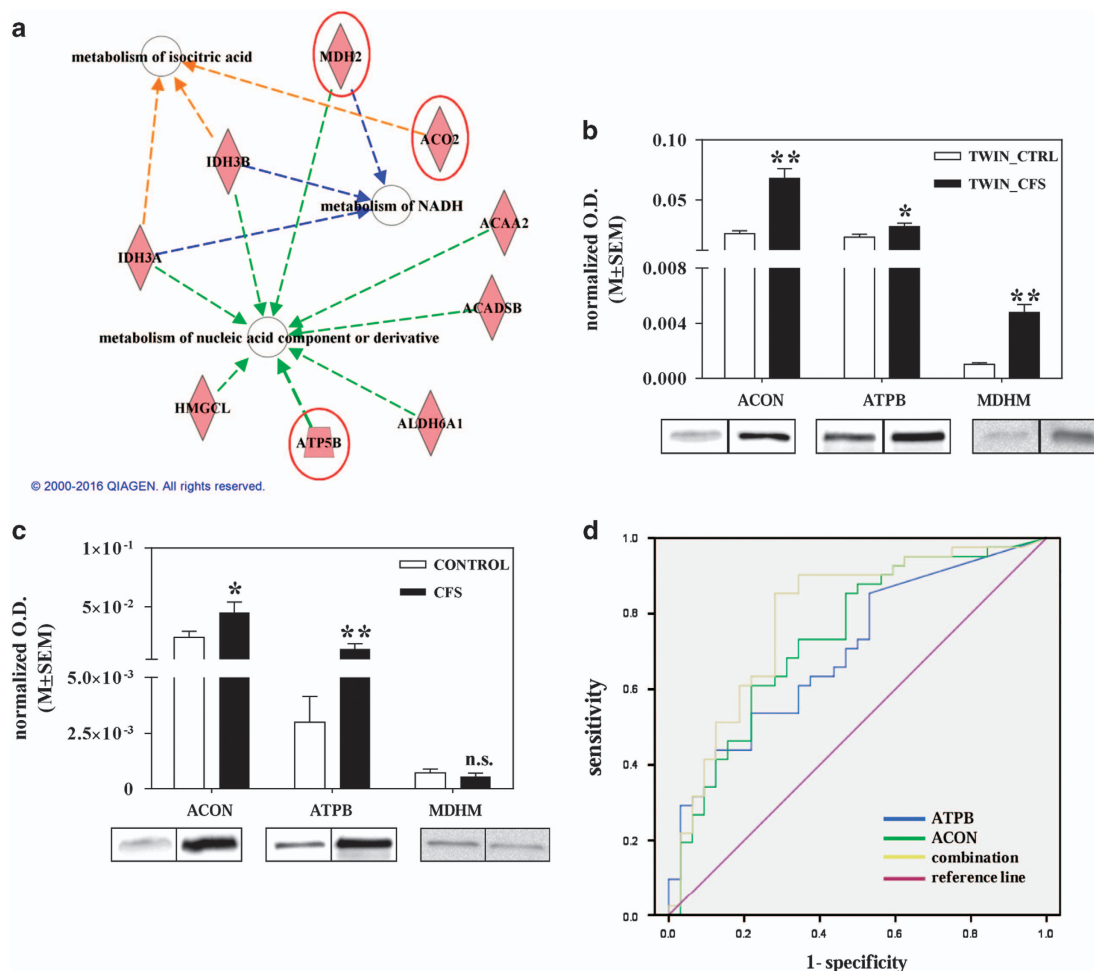 a
metabolism of isocitric acid
MDH2
ACO2
IDH3B
metabolism of NADH
ACAA2
IDH3A
ACADSB
metabolism of nucleic acid component or derivative
HMGCL
ATP5B
ALDH6A1
© 2000-2016 QIAGEN. All rights reserved.
b
normalized O.D.
(M±SEM)
0.10
0.05
0.008
0.004
0.000
**
*
**
TWIN_CTRL
TWIN_CFS
ACON ATPB MDHM
c
normalized O.D.
(M±SEM)
1×10⁻¹
5×10⁻²
5.0×10⁻³
2.5×10⁻³
0
*
**
n.s.
CONTROL
CFS
ACON ATPB MDHM
d
sensitivity
1.0
0.8
0.6
0.4
0.2
0.0
ATPB
ACON
combination
reference line
0.0 0.2 0.4 0.6 0.8 1.0
1- specificity